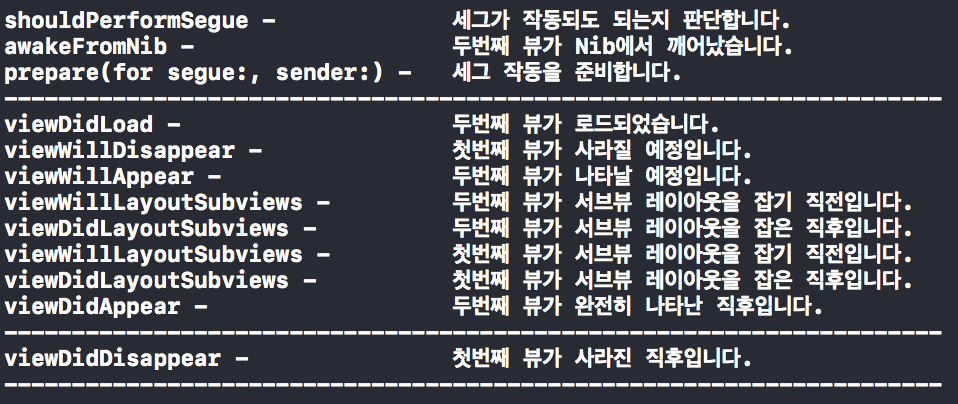 shouldPerformSegue - 세그가 작동되도 되는지 판단합니다.
awakeFromNib - 두번째 뷰가 Nib에서 깨어났습니다.
prepare(for segue:, sender:) - 세그 작동을 준비합니다.
------------------------------------------------------------------
viewDidLoad - 두번째 뷰가 로드되었습니다.
viewWillDisappear - 첫번째 뷰가 사라질 예정입니다.
viewWillAppear - 두번째 뷰가 나타날 예정입니다.
viewWillLayoutSubviews - 두번째 뷰가 서브뷰 레이아웃을 잡기 직전입니다.
viewDidLayoutSubviews - 두번째 뷰가 서브뷰 레이아웃을 잡은 직후입니다.
viewWillLayoutSubviews - 첫번째 뷰가 서브뷰 레이아웃을 잡기 직전입니다.
viewDidLayoutSubviews - 첫번째 뷰가 서브뷰 레이아웃을 잡은 직후입니다.
viewDidAppear - 두번째 뷰가 완전히 나타난 직후입니다.
------------------------------------------------------------------
viewDidDisappear - 첫번째 뷰가 사라진 직후입니다.
------------------------------------------------------------------